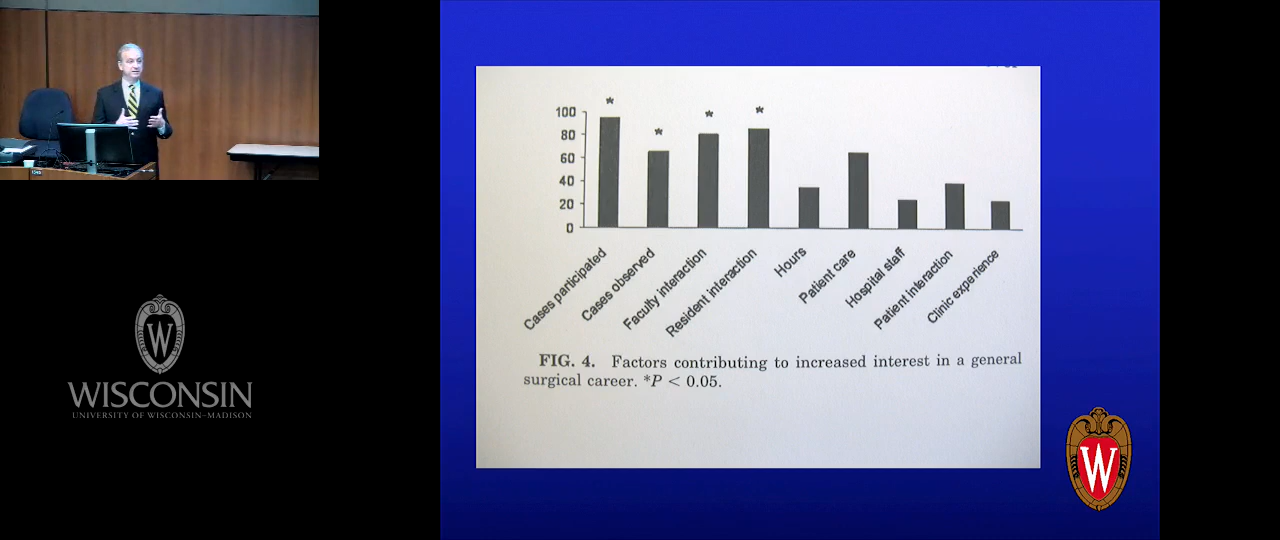 WISCONSIN
UNIVERSITY OF WISCONSIN–MADISON
100
80
60
40
20
0
* * * *
Cases participated
Cases observed
Faculty interaction
Resident interaction
Hours
Patient care
Hospital staff
Patient interaction
Clinic experience
FIG. 4. Factors contributing to increased interest in a general
surgical career. *P < 0.05.
W
W